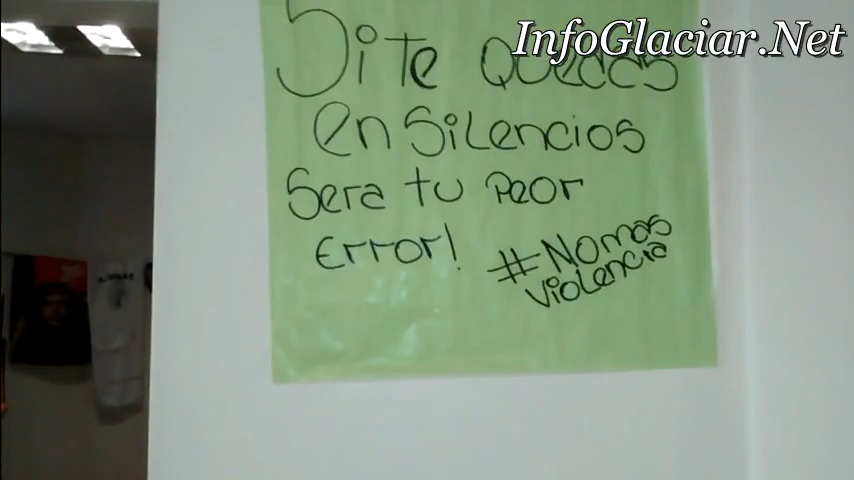 InfoGlaciar.Net
Si te quedas
en Silencios
Sera tu Peor
Error!
#Nomas
violencia